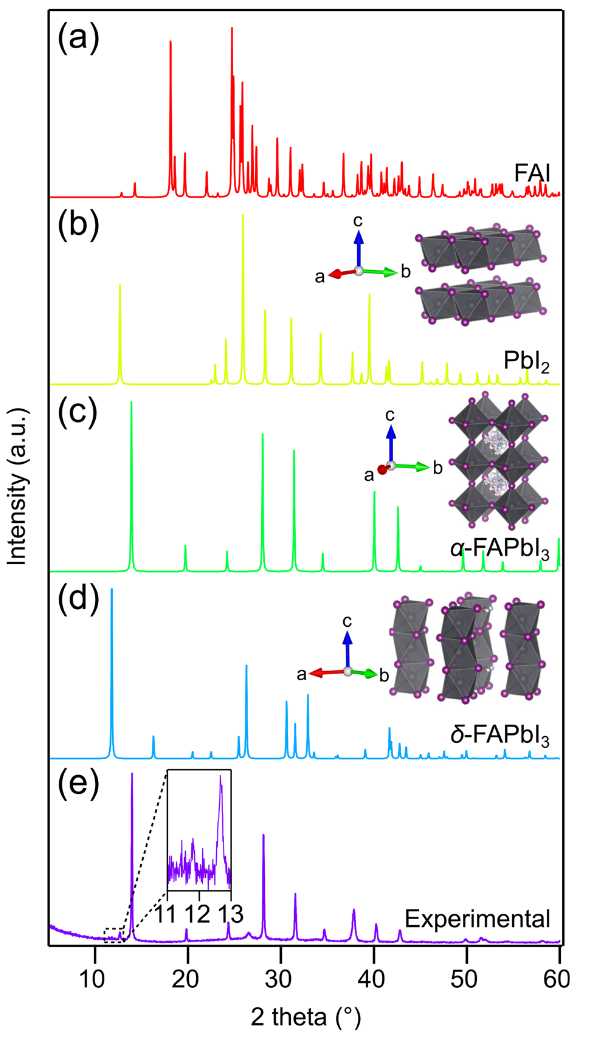 (a)
FAI
(b)
c
a
b
PbI₂
(c)
c
a
b
α-FAPbI₃
(d)
c
a
b
δ-FAPbI₃
(e)
11 12 13
Experimental
Intensity (a.u.)
10 20 30 40 50 60
2 theta (°)